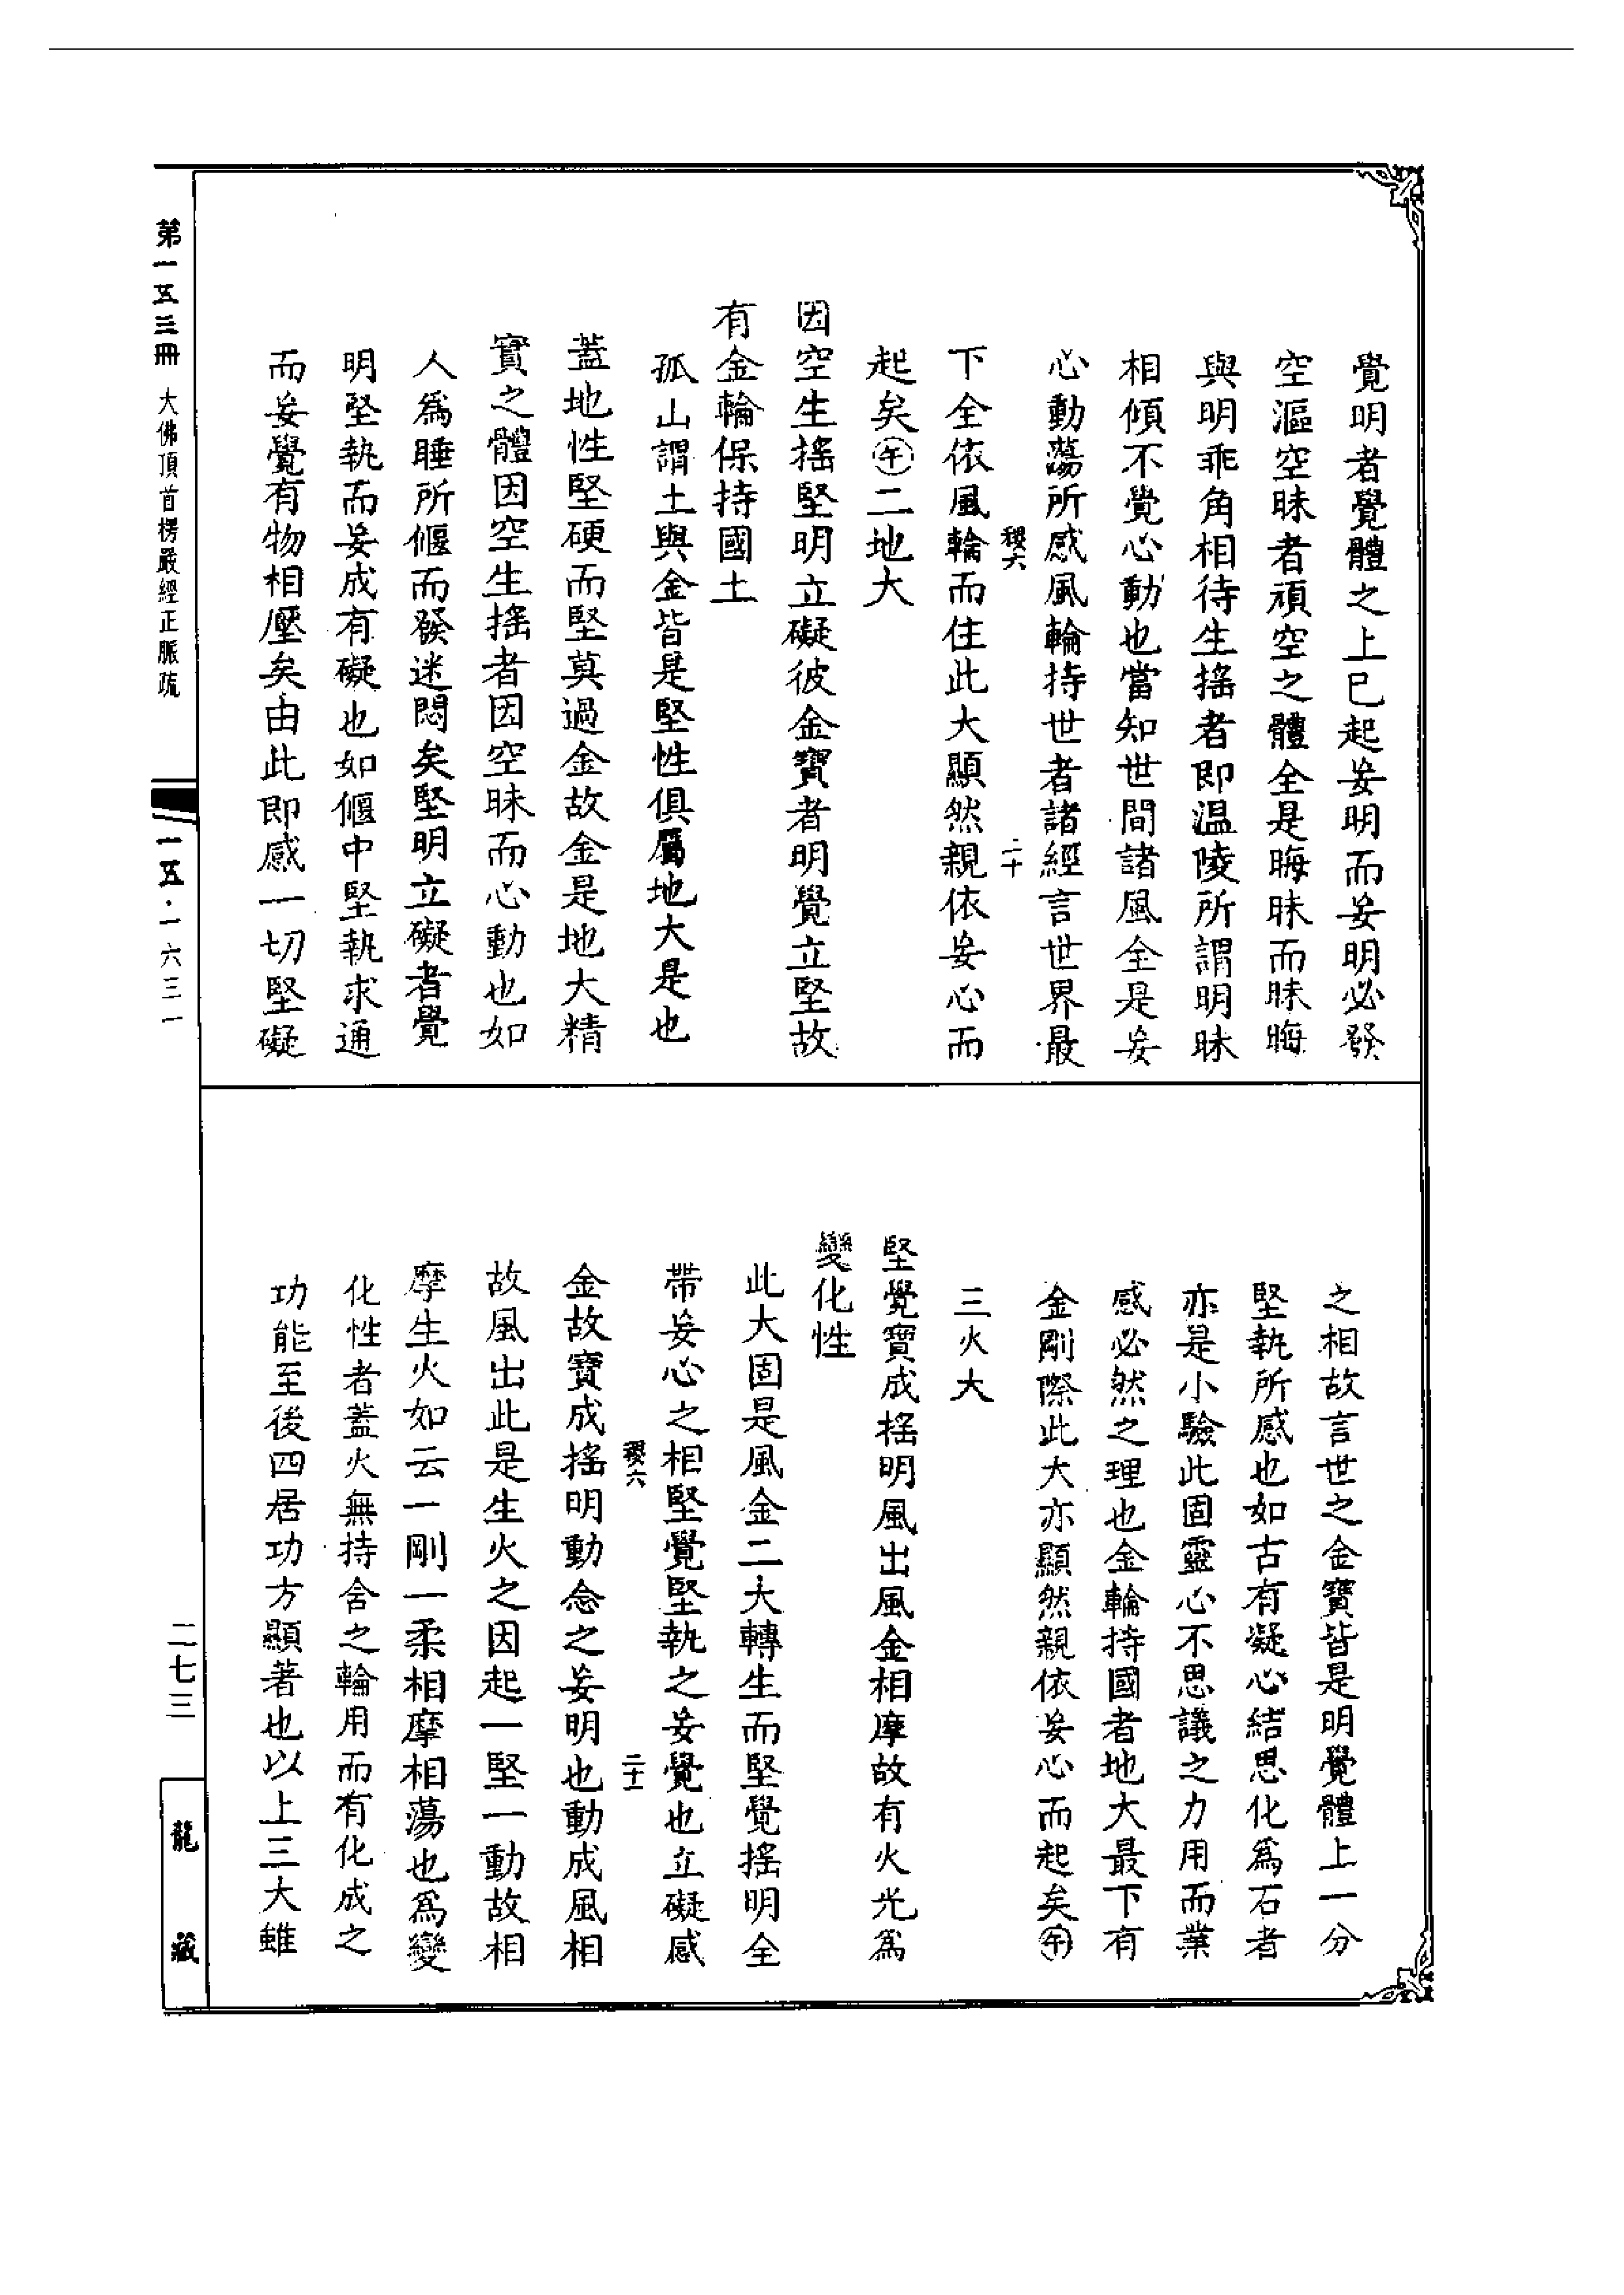 覺明者覺體之上已起妄明而妄明必發
空漚空昧者頑空之體全是晦昧而昧晦
與明乖角相待生搖者即温陵所謂明昧
相傾不覺心動也當知世間諸風全是妄
心動蕩所感風輪持世者諸經言世界最
稷六
二十
下全依風輪而住此大顯然親依妄心而
起矣㊌二地大
因空生搖堅明立礙彼金寶者明覺立堅故
有金輪保持國土
孤山謂土與金皆是堅性俱屬地大是也
蓋地性堅硬而堅莫過金故金是地大精
實之體因空生搖者因空昧而心動也如
人爲睡所偃而發迷悶矣堅明立礙者覺
明堅執而妄成有礙也如偃中堅執求通
而妄覺有物相壓矣由此即感一切堅礙
之相故言世之金寶皆是明覺體上一分
堅執所感也如古有凝心結思化爲石者
亦是小驗此固靈心不思議之力用而業
感必然之理也金輪持國者地大最下有
金剛際此大亦顯然親依妄心而起矣㊌
三火大
堅覺寶成搖明風出風金相摩故有火光爲
變化性
此大固是風金二大轉生而堅覺搖明全
帶妄心之相堅覺堅執之妄覺也立礙感
稷六
二十一
金故寶成搖明動念之妄明也動成風相
故風出此是生火之因起一堅一動故相
摩生火如云一剛一柔相摩相蕩也爲變
化性者蓋火無持舍之輪用而有化成之
功能至後四居功方顯著也以上三大雖
第一五三冊 大佛頂首楞嚴經正脈疏
一五·一六三一
二七三
龍藏